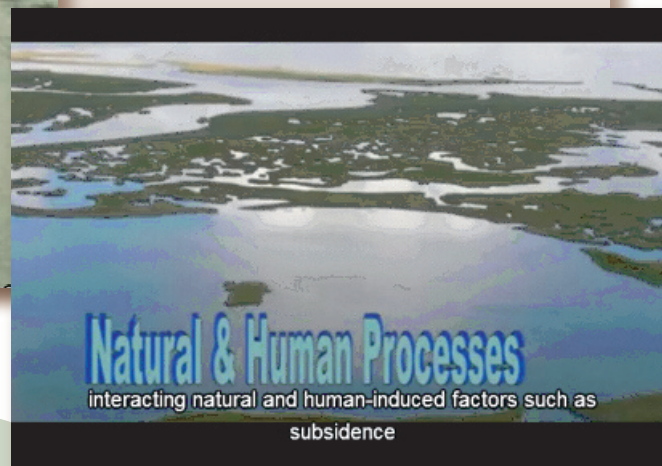 Natural & Human Processes
interacting natural and human-induced factors such as
subsidence